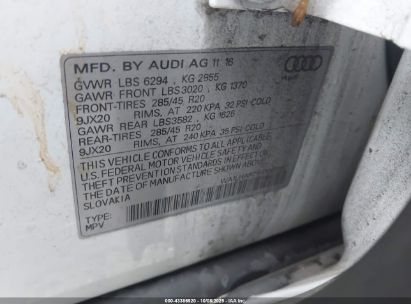 MFD. BY AUDI AG 11 16
GVWR LBS 6294 , KG 2855
GAWR FRONT LBS3020 , KG 1370
FRONT-TIRES 285/45 R20
9JX20 RIMS, AT 220 KPA 32 PSI COLD
GAWR REAR LBS3582 , KG 1625
REAR-TIRES 285/45 R20
9JX20 RIMS, AT 240 KPA 35 PSI COLD
THIS VEHICLE CONFORMS TO ALL APPLICABLE
U.S. FEDERAL MOTOR VEHICLE SAFETY AND
THEFT PREVENTION STANDARDS IN EFFECT ON
THE DATE OF MANUFACTURE SHOWN ABOVE.
SLOVAKIA
TYPE:
MPV